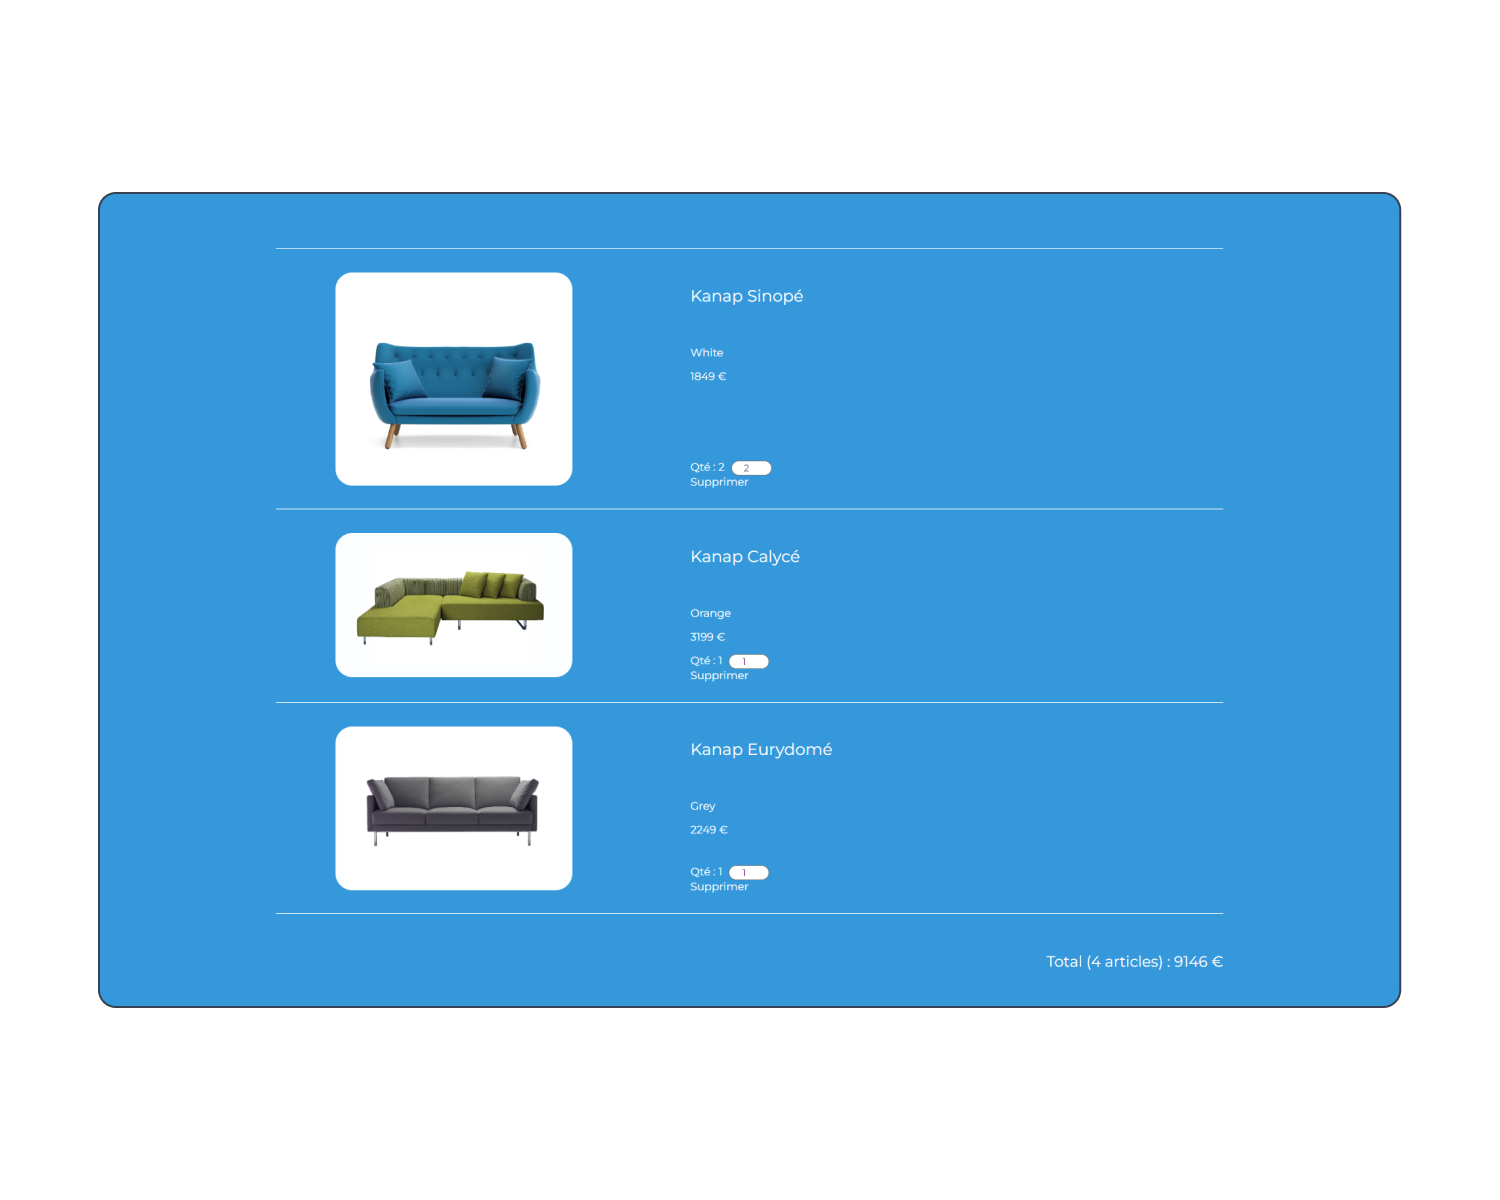 Kanap Sinopé
White
1849 €
Qté : 2 2
Supprimer
Kanap Calycé
Orange
3199 €
Qté : 1 1
Supprimer
Kanap Eurydomé
Grey
2249 €
Qté : 1 1
Supprimer
Total (4 articles) : 9146 €